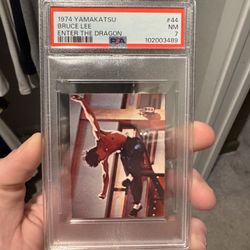 1974 YAMAKATSU #44
BRUCE LEE NM
ENTER THE DRAGON 7
PSA 102003489